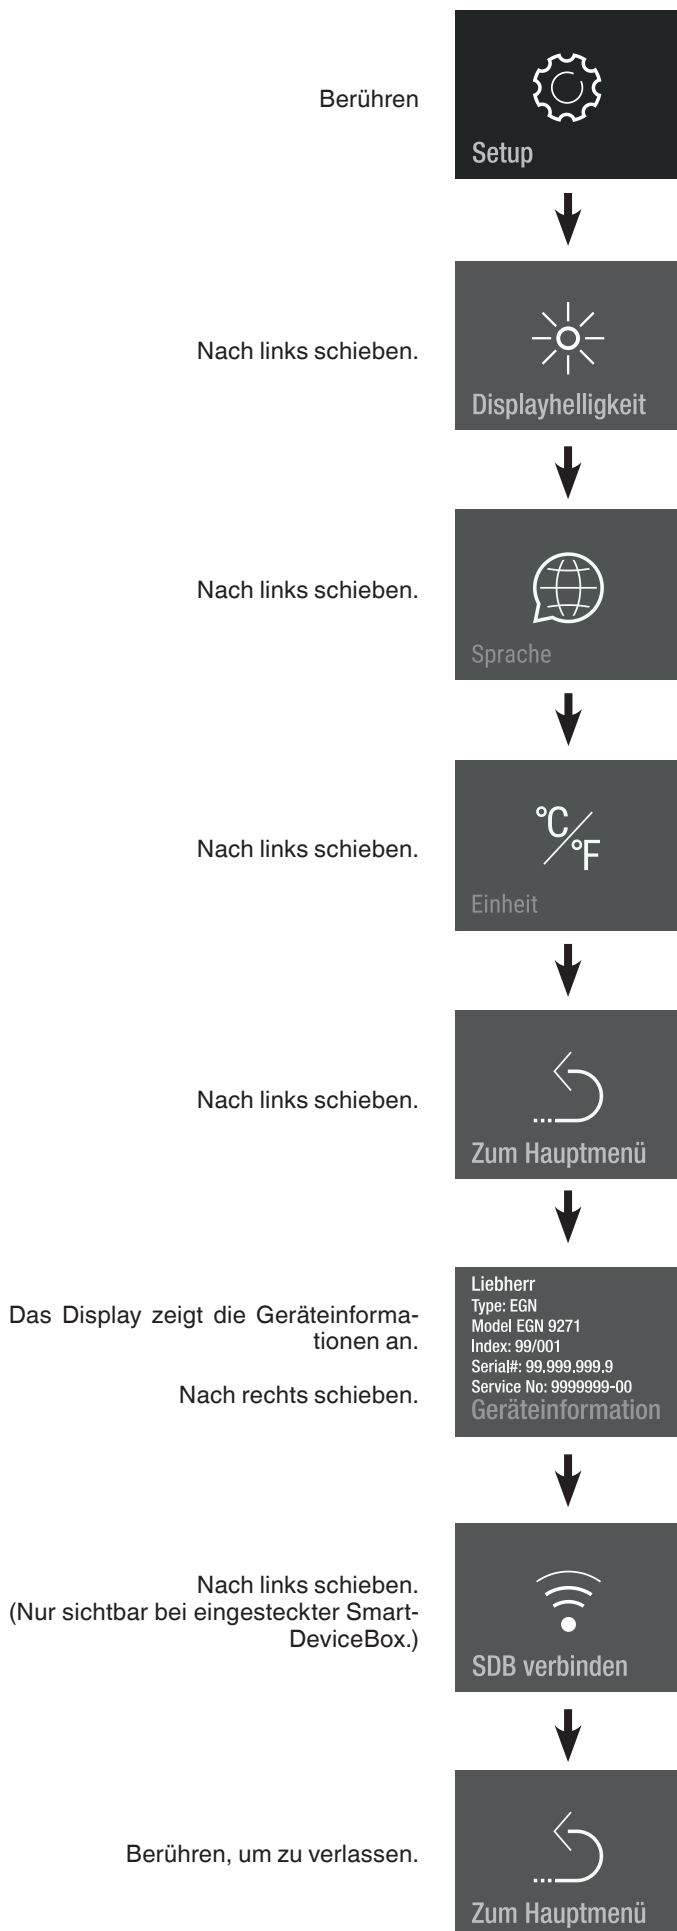 Berühren
Setup
Nach links schieben.
Displayhelligkeit
Nach links schieben.
Sprache
Nach links schieben.
°C/°F
Einheit
Nach links schieben.
Zum Hauptmenü
Das Display zeigt die Geräteinforma-
tionen an.
Nach rechts schieben.
Liebherr
Type: EGN
Model EGN 9271
Index: 99/001
Serial#: 99.999.999.9
Service No: 9999999-00
Geräteinformation
Nach links schieben.
(Nur sichtbar bei eingesteckter Smart-
DeviceBox.)
SDB verbinden
Berühren, um zu verlassen.
Zum Hauptmenü